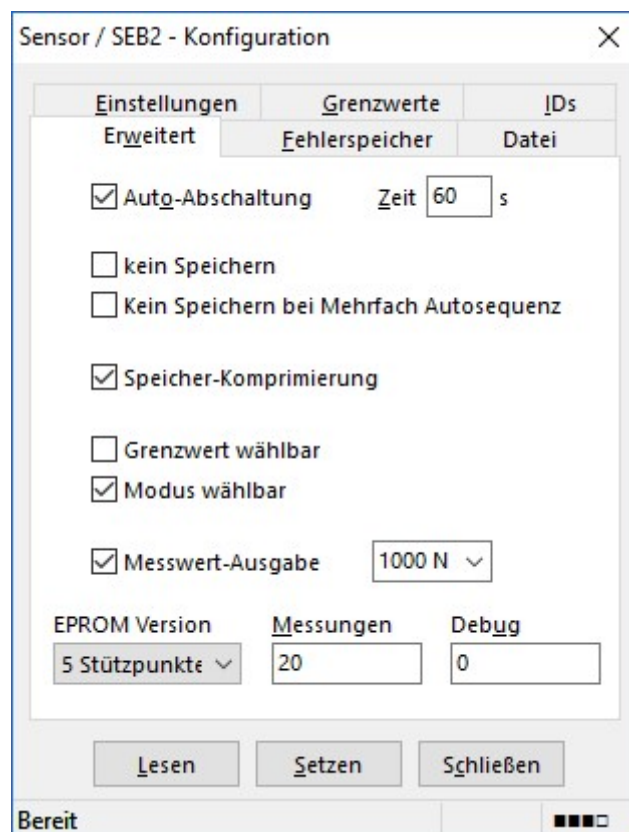 Sensor / SEB2 - Konfiguration
Einstellungen Grenzwerte IDs
Erweitert Fehlerspeicher Datei
Auto-Abschaltung Zeit 60 s
kein Speichern
Kein Speichern bei Mehrfach Autosequenz
Speicher-Komprimierung
Grenzwert wählbar
Modus wählbar
Messwert-Ausgabe 1000 N
EPROM Version Messungen Debug
5 Stützpunkte 20 0
Lesen Setzen Schließen
Bereit